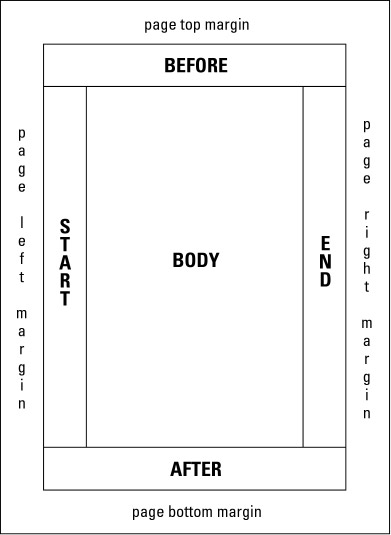 page top margin
BEFORE
page left margin
START
BODY
END
page right margin
AFTER
page bottom margin